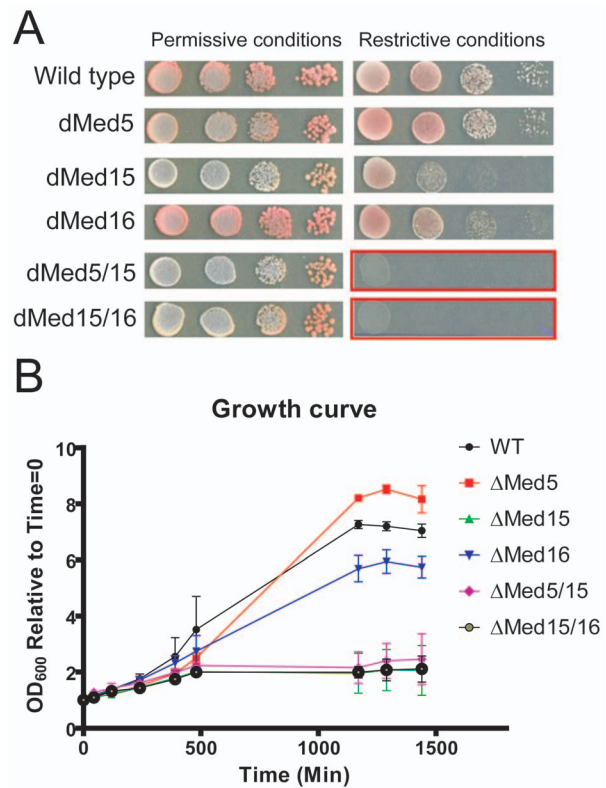 A
Permissive conditions Restrictive conditions
Wild type
dMed5
dMed15
dMed16
dMed5/15
dMed15/16
B
Growth curve
10
8
6
4
2
0
OD600 Relative to Time=0
0 500 1000 1500
Time (Min)
WT
ΔMed5
ΔMed15
ΔMed16
ΔMed5/15
ΔMed15/16